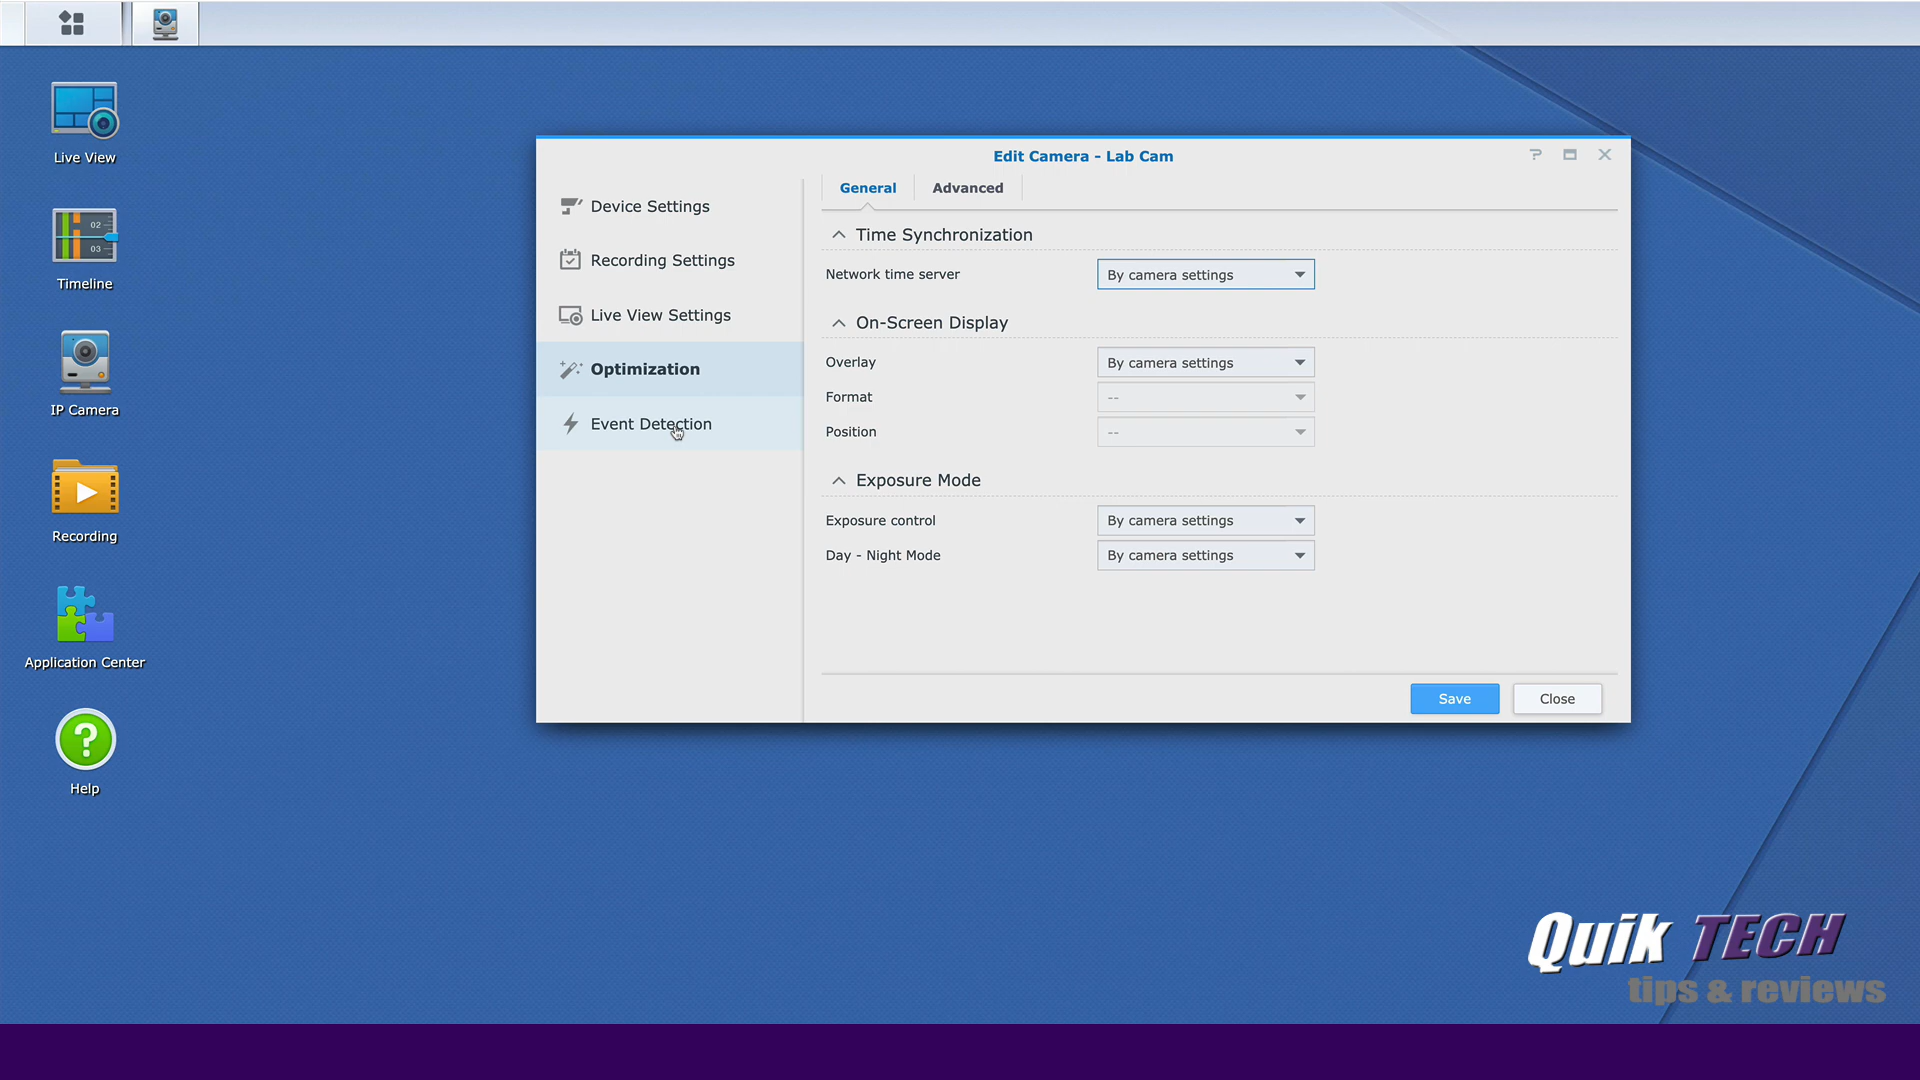 Live View
02
03
Timeline
IP Camera
Recording
Application Center
?
Help
Edit Camera - Lab Cam
?
Device Settings
Recording Settings
Live View Settings
Optimization
Event Detection
General
Advanced
Time Synchronization
Network time server
By camera settings
On-Screen Display
Overlay
By camera settings
Format
--
Position
--
Exposure Mode
Exposure control
By camera settings
Day - Night Mode
By camera settings
Save
Close
Quik TECH
tips & reviews